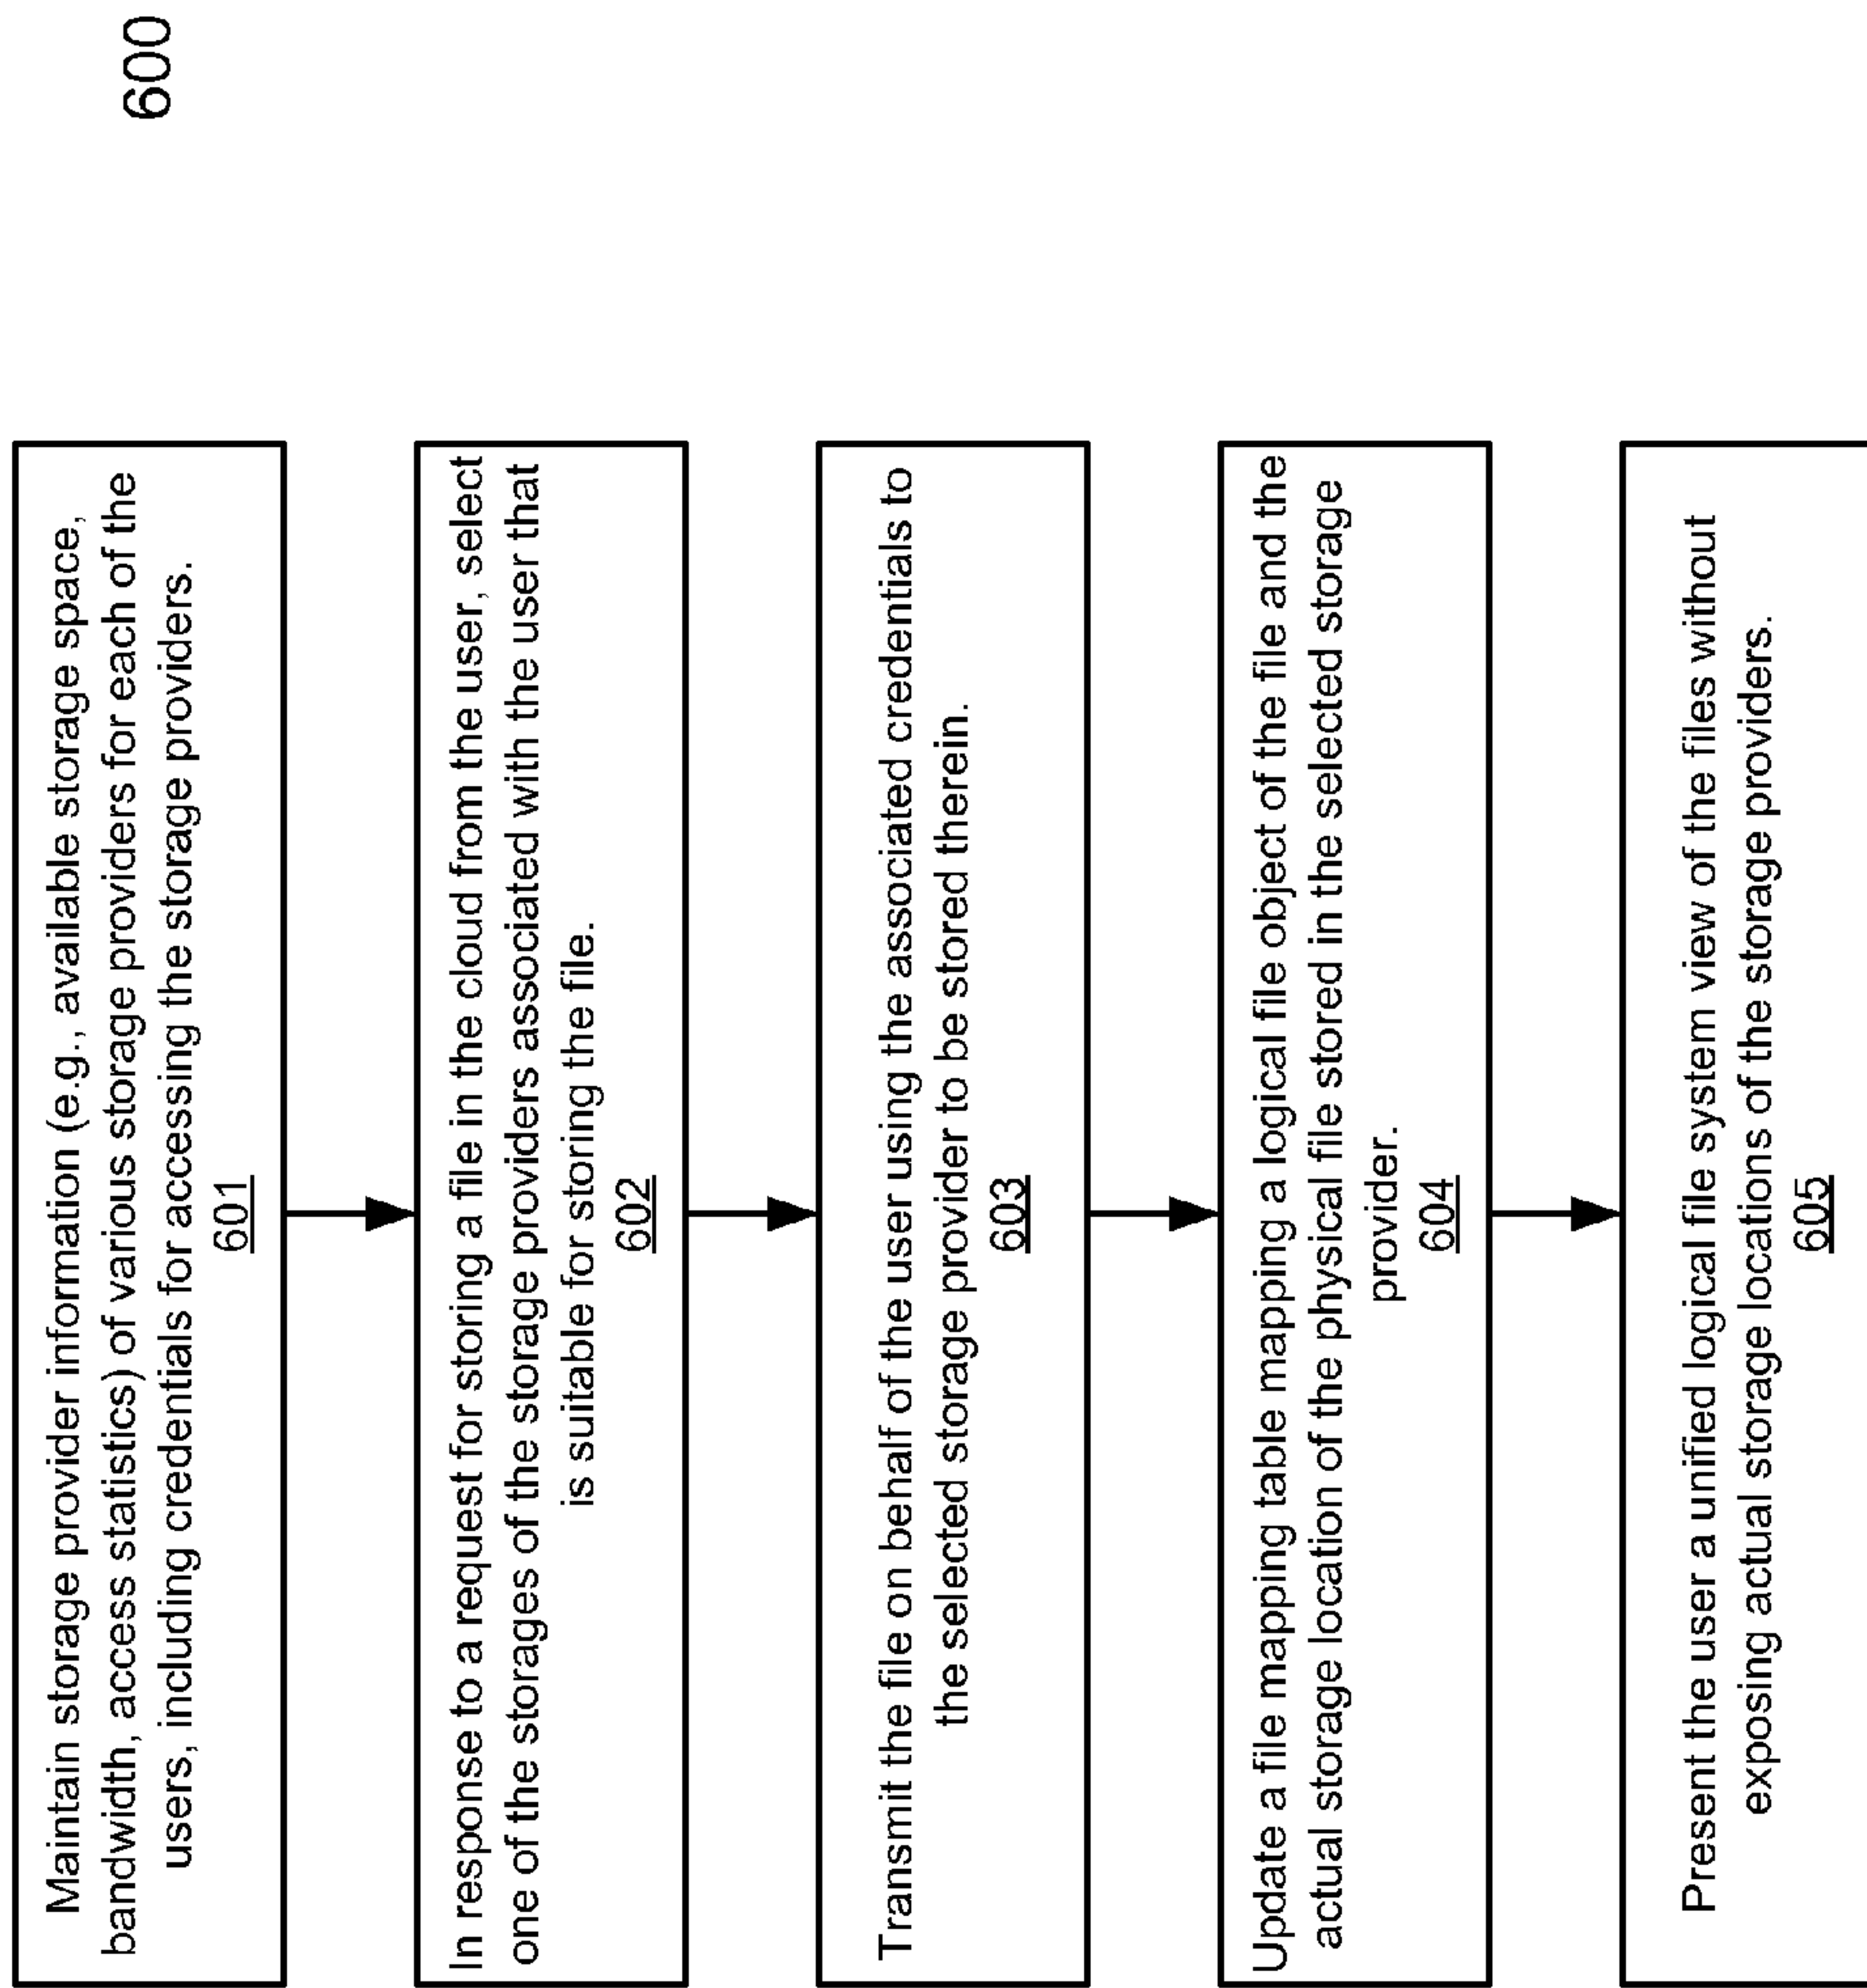 600
Maintain storage provider information (e.g., available storage space,
bandwidth, access statistics) of various storage providers for each of the
users, including credentials for accessing the storage providers.
601
In response to a request for storing a file in the cloud from the user, select
one of the storages of the storage providers associated with the user that
is suitable for storing the file.
602
Transmit the file on behalf of the user using the associated credentials to
the selected storage provider to be stored therein.
603
Update a file mapping table mapping a logical file object of the file and the
actual storage location of the physical file stored in the selected storage
provider.
604
Present the user a unified logical file system view of the files without
exposing actual storage locations of the storage providers.
605